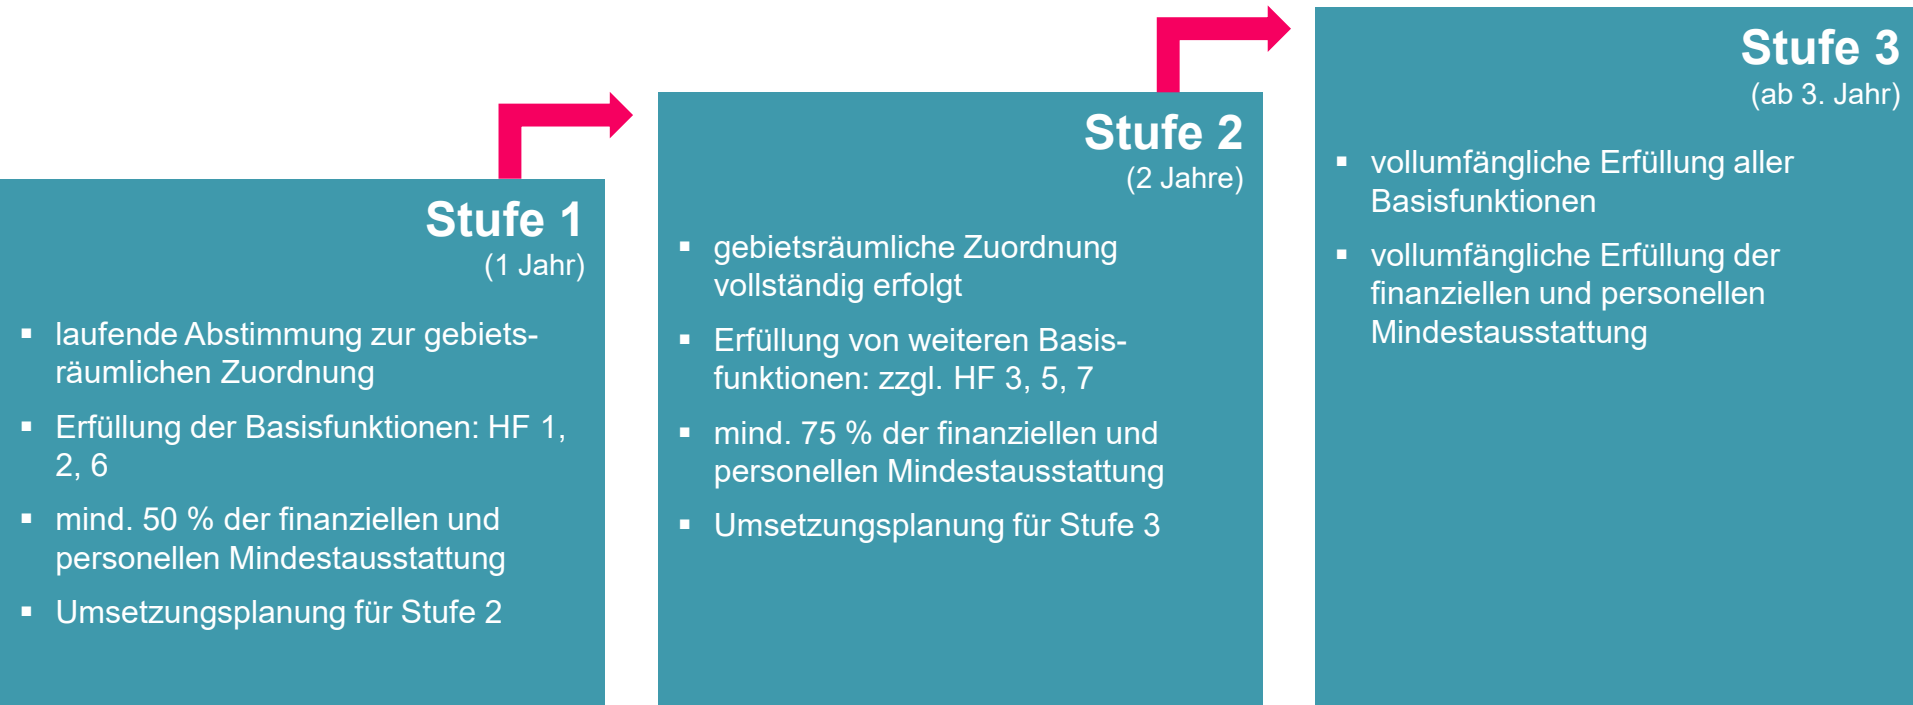 Stufe 1
(1 Jahr)
▪ laufende Abstimmung zur gebiets-
räumlichen Zuordnung
▪ Erfüllung der Basisfunktionen: HF 1,
2, 6
▪ mind. 50 % der finanziellen und
personellen Mindestausstattung
▪ Umsetzungsplanung für Stufe 2
Stufe 2
(2 Jahre)
▪ gebietsräumliche Zuordnung
vollständig erfolgt
▪ Erfüllung von weiteren Basis-
funktionen: zzgl. HF 3, 5, 7
▪ mind. 75 % der finanziellen und
personellen Mindestausstattung
▪ Umsetzungsplanung für Stufe 3
Stufe 3
(ab 3. Jahr)
▪ vollumfängliche Erfüllung aller
Basisfunktionen
▪ vollumfängliche Erfüllung der
finanziellen und personellen
Mindestausstattung